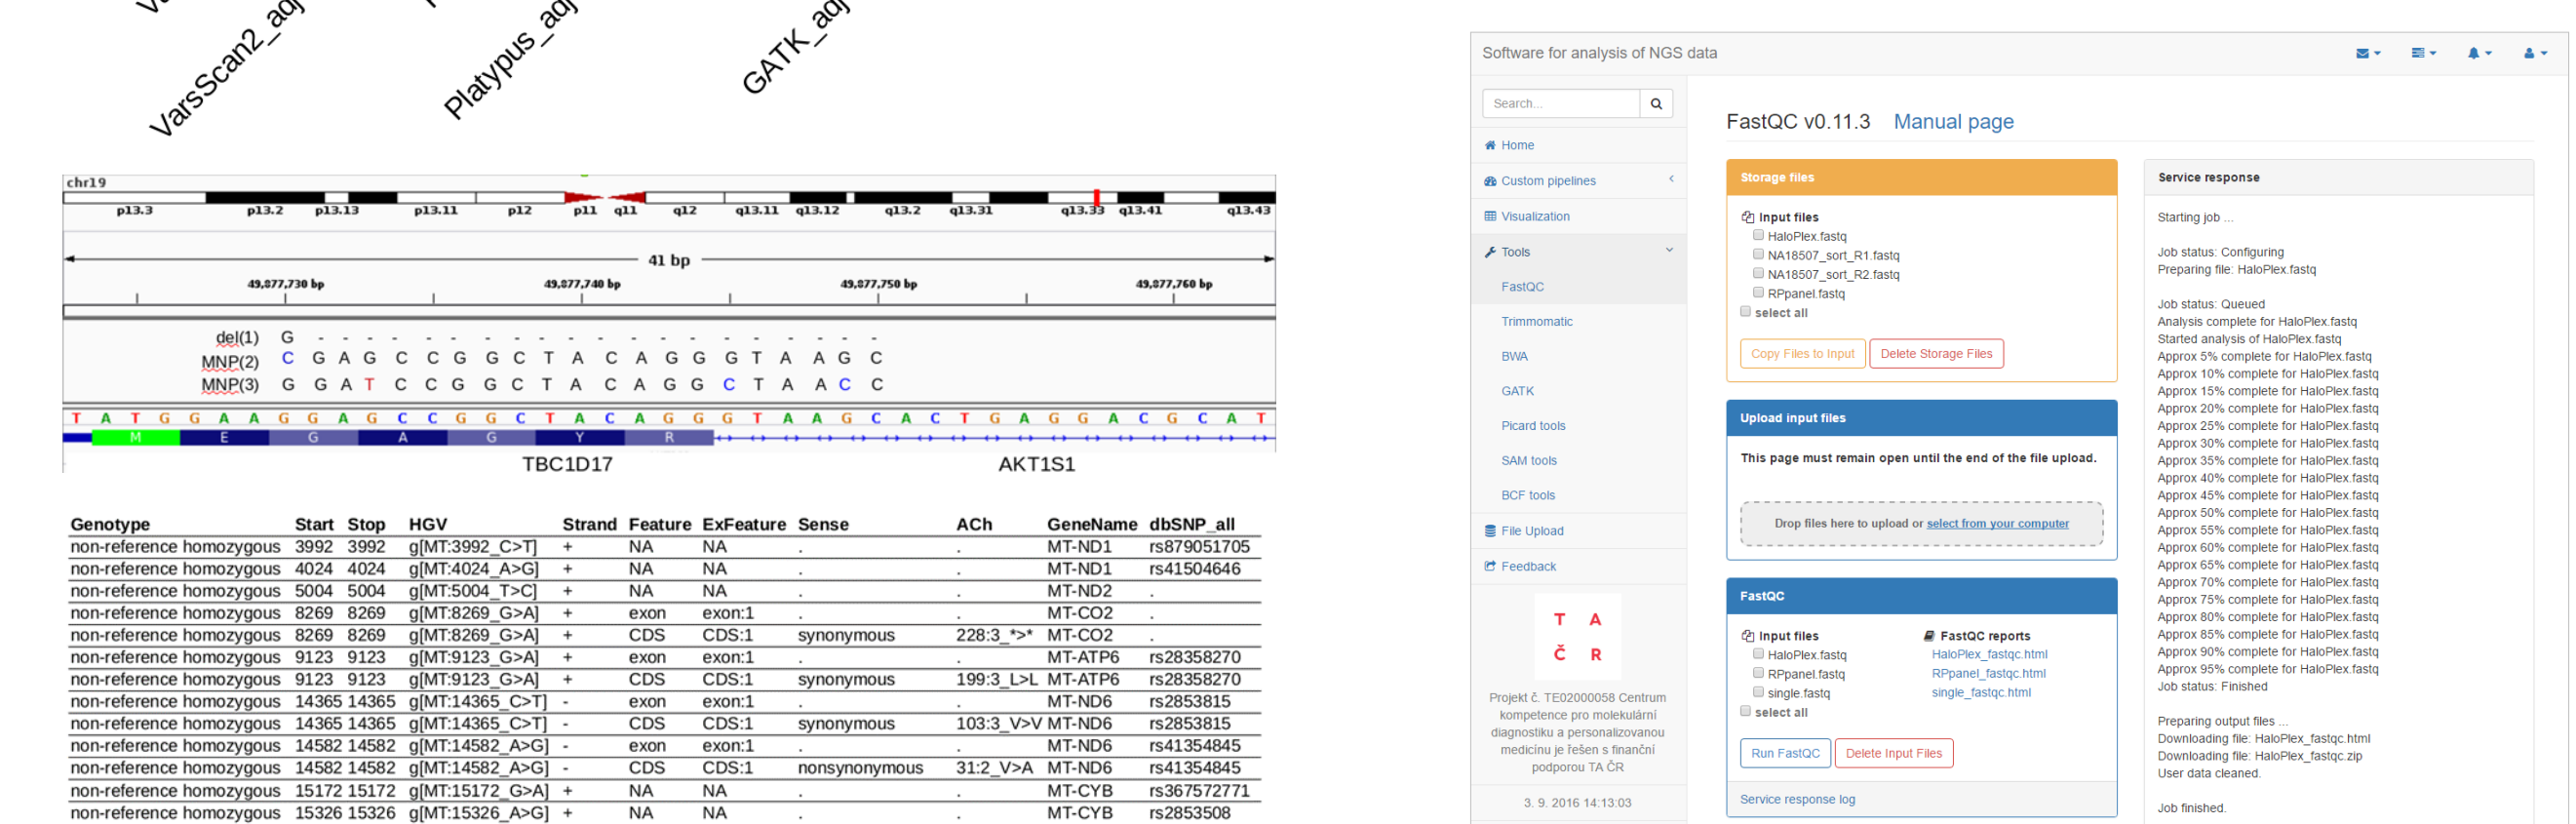 VarsScan2_adj
Platypus_adj
GATK_adj
chr19
p13.3 p13.2 p13.13 p13.11 p12 p11 q11 q12 q13.11 q13.12 q13.2 q13.31 q13.33 q13.41 q13.43
41 bp
49,877,730 bp 49,877,740 bp 49,877,750 bp 49,877,760 bp
del(1) G - - - - - - - - - - - - - - - - - - -
MNP(2) C G A G C C G G C T A C A G G G T A A G C
MNP(3) G G A T C C G G C T A C A G G C T A A C C
T A T G G A A G G A G C C G G C T A C A G G G T A A G C A C T G A G G A C G C A T
M E G A G Y R
TBC1D17 AKT1S1
Genotype Start Stop HGV Strand Feature ExFeature Sense ACh GeneName dbSNP_all
non-reference homozygous 3992 3992 g[MT:3992_C>T] + NA NA . . MT-ND1 rs879051705
non-reference homozygous 4024 4024 g[MT:4024_A>G] + NA NA . . MT-ND1 rs41504646
non-reference homozygous 5004 5004 g[MT:5004_T>C] + NA NA . . MT-ND2 .
non-reference homozygous 8269 8269 g[MT:8269_G>A] + exon exon:1 . . MT-CO2 .
non-reference homozygous 8269 8269 g[MT:8269_G>A] + CDS CDS:1 synonymous 228:3_*>* MT-CO2 .
non-reference homozygous 9123 9123 g[MT:9123_G>A] + exon exon:1 . . MT-ATP6 rs28358270
non-reference homozygous 9123 9123 g[MT:9123_G>A] + CDS CDS:1 synonymous 199:3_L>L MT-ATP6 rs28358270
non-reference homozygous 14365 14365 g[MT:14365_C>T] - exon exon:1 . . MT-ND6 rs2853815
non-reference homozygous 14365 14365 g[MT:14365_C>T] - CDS CDS:1 synonymous 103:3_V>V MT-ND6 rs2853815
non-reference homozygous 14582 14582 g[MT:14582_A>G] - exon exon:1 . . MT-ND6 rs41354845
non-reference homozygous 14582 14582 g[MT:14582_A>G] - CDS CDS:1 nonsynonymous 31:2_V>A MT-ND6 rs41354845
non-reference homozygous 15172 15172 g[MT:15172_G>A] + NA NA . . MT-CYB rs367572771
non-reference homozygous 15326 15326 g[MT:15326_A>G] + NA NA . . MT-CYB rs2853508
Software for analysis of NGS data
Search...
Home
Custom pipelines
Visualization
Tools
FastQC
Trimmomatic
BWA
GATK
Picard tools
SAM tools
BCF tools
File Upload
Feedback
T A
Č R
Projekt č. TE02000058 Centrum
kompetence pro molekulární
diagnostiku a personalizovanou
medicínu je řešen s finanční
podporou TA ČR
3. 9. 2016 14:13:03
FastQC v0.11.3 Manual page
Storage files
Input files
HaloPlex.fastq
NA18507_sort_R1.fastq
NA18507_sort_R2.fastq
RPpanel.fastq
select all
Copy Files to Input Delete Storage Files
Upload input files
This page must remain open until the end of the file upload.
Drop files here to upload or select from your computer
FastQC
Input files FastQC reports
HaloPlex.fastq HaloPlex_fastqc.html
RPpanel.fastq RPpanel_fastqc.html
single.fastq single_fastqc.html
select all
Run FastQC Delete Input Files
Service response log
Service response
Starting job ...
Job status: Configuring
Preparing file: HaloPlex.fastq
Job status: Queued
Analysis complete for HaloPlex.fastq
Started analysis of HaloPlex.fastq
Approx 5% complete for HaloPlex.fastq
Approx 10% complete for HaloPlex.fastq
Approx 15% complete for HaloPlex.fastq
Approx 20% complete for HaloPlex.fastq
Approx 25% complete for HaloPlex.fastq
Approx 30% complete for HaloPlex.fastq
Approx 35% complete for HaloPlex.fastq
Approx 40% complete for HaloPlex.fastq
Approx 45% complete for HaloPlex.fastq
Approx 50% complete for HaloPlex.fastq
Approx 55% complete for HaloPlex.fastq
Approx 60% complete for HaloPlex.fastq
Approx 65% complete for HaloPlex.fastq
Approx 70% complete for HaloPlex.fastq
Approx 75% complete for HaloPlex.fastq
Approx 80% complete for HaloPlex.fastq
Approx 85% complete for HaloPlex.fastq
Approx 90% complete for HaloPlex.fastq
Approx 95% complete for HaloPlex.fastq
Job status: Finished
Preparing output files ...
Downloading file: HaloPlex_fastqc.html
Downloading file: HaloPlex_fastqc.zip
User data cleaned.
Job finished.